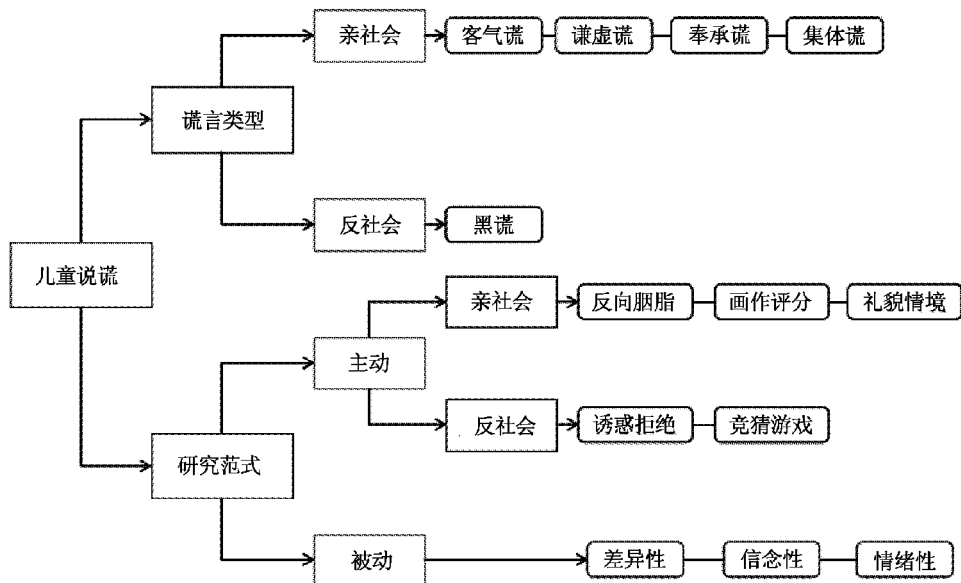 亲社会 客气谎 谦虚谎 奉承谎 集体谎
谎言类型
反社会 黑谎
儿童说谎
亲社会 反向胭脂 画作评分 礼貌情境
主动
反社会 诱惑拒绝 竞猜游戏
研究范式
被动 差异性 信念性 情绪性